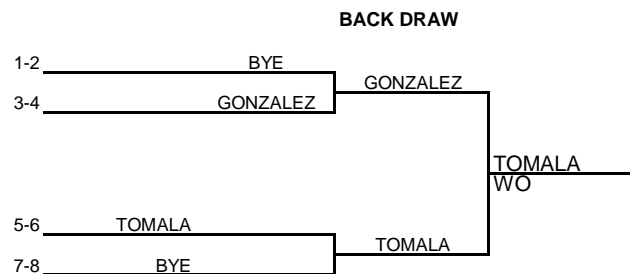 BACK DRAW
1-2 BYE
GONZALEZ
3-4 GONZALEZ
TOMALA
WO
5-6 TOMALA
TOMALA
7-8 BYE